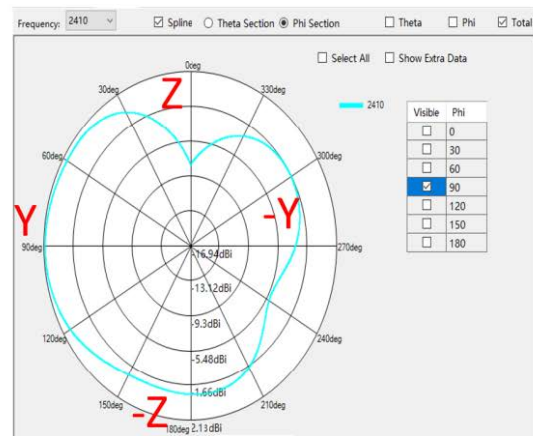 Frequency: 2410 Spline Theta Section Phi Section Theta Phi Total
Select All Show Extra Data
0deg
30deg 330deg
Z
2410
Visible Phi
0
30
60
90
120
150
180
60deg 300deg
Y -Y
90deg 270deg
-16.94dBi
-13.12dBi
-9.3dBi
-5.48dBi
-1.66dBi
2.13dBi
120deg 240deg
150deg 210deg
-Z
180deg